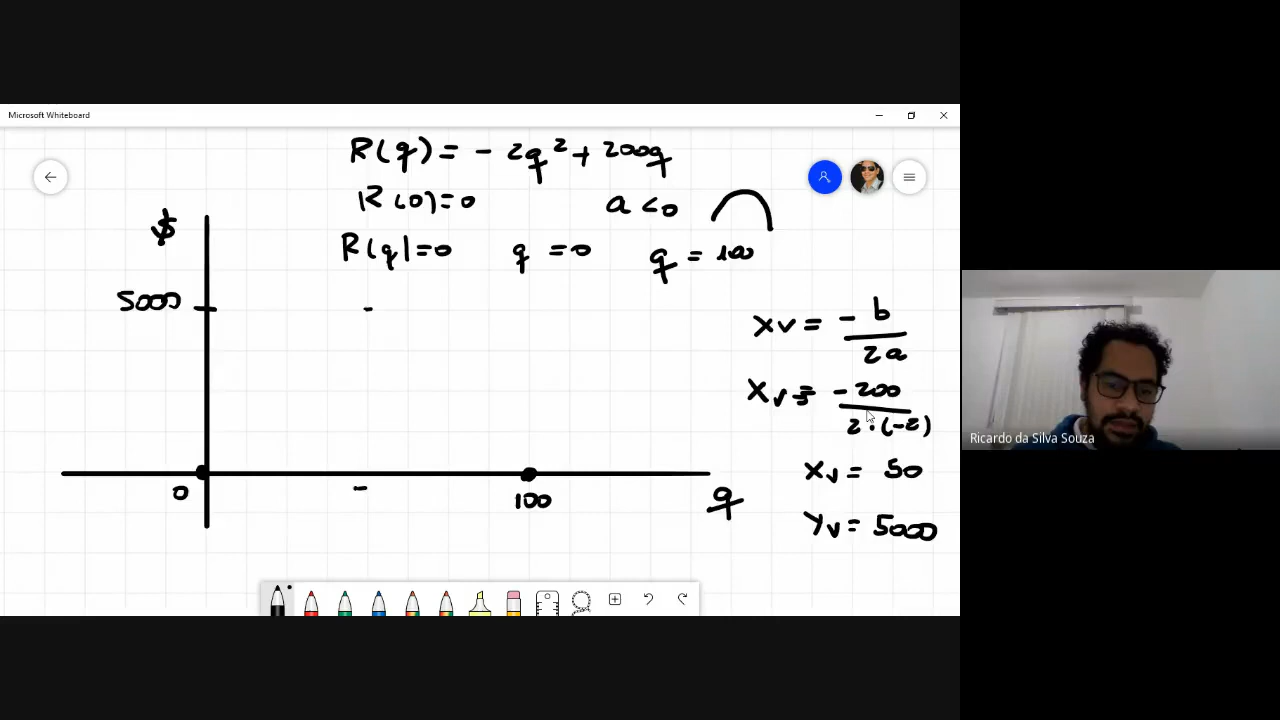 Microsoft Whiteboard
R(q) = - 2q² + 200q
R(0) = 0 a < 0
R(q) = 0 q = 0 q = 100
$
5000
-
xv = - b / 2a
Xv = - 200 / 2·(-2)
Xv = 50
Yv = 5000
0 - 100 q
Ricardo da Silva Souza